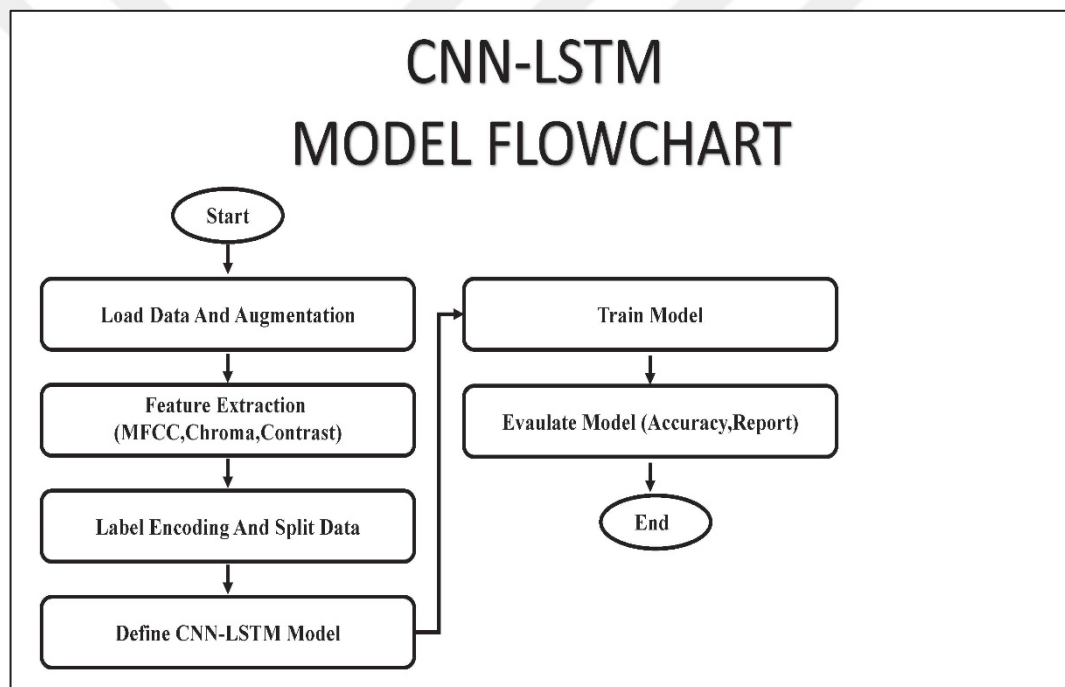 CNN-LSTM
MODEL FLOWCHART
Start
Load Data And Augmentation
Feature Extraction
(MFCC,Chroma,Contrast)
Label Encoding And Split Data
Define CNN-LSTM Model
Train Model
Evaulate Model (Accuracy,Report)
End